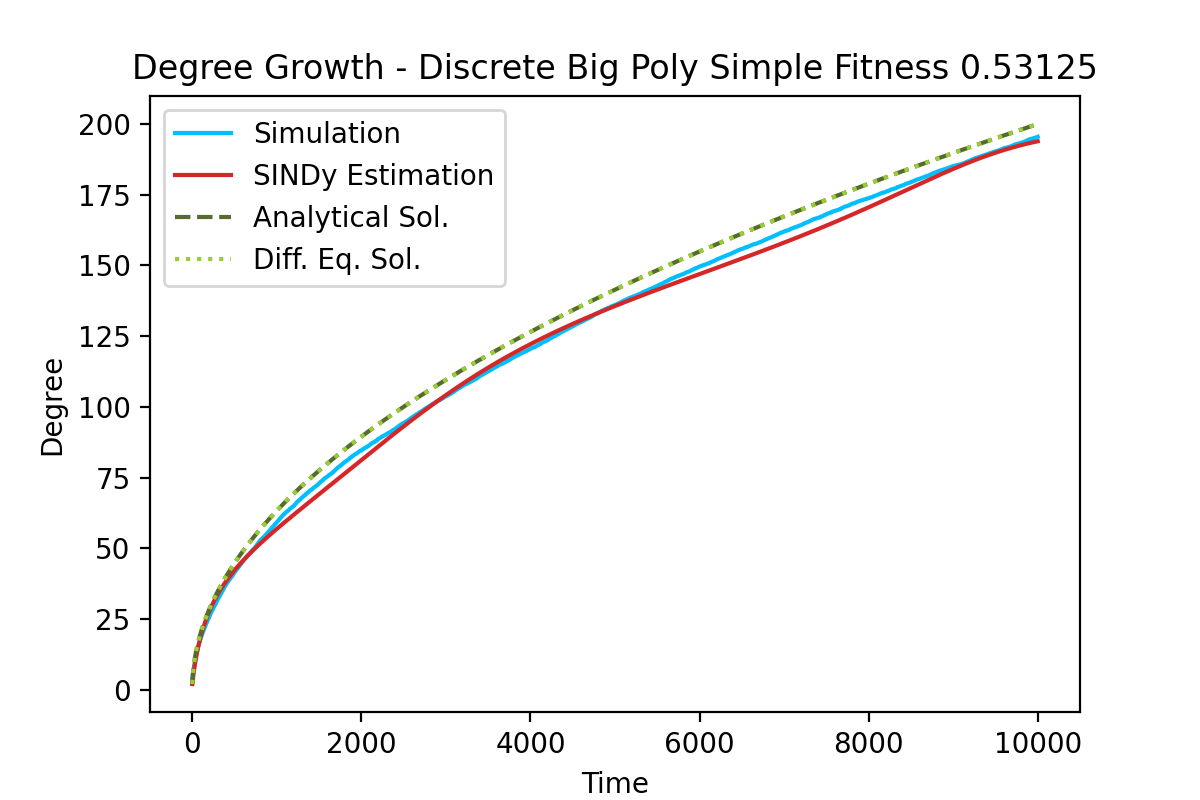 Degree Growth - Discrete Big Poly Simple Fitness 0.53125
Simulation
SINDy Estimation
Analytical Sol.
Diff. Eq. Sol.
200
175
150
125
100
75
50
25
0
Degree
0 2000 4000 6000 8000 10000
Time